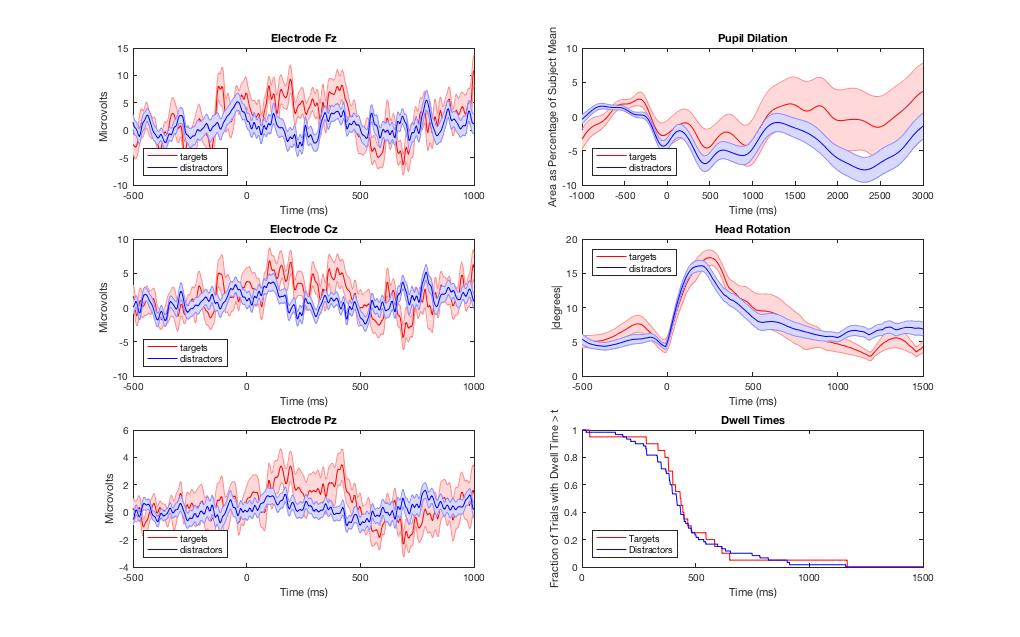 Electrode Fz
15
10
5
0
-5
-10
Microvolts
targets
distractors
-500
0
500
1000
Time (ms)
Pupil Dilation
10
5
0
-5
-10
Area as Percentage of Subject Mean
targets
distractors
-1000
-500
0
500
1000
1500
2000
2500
3000
Time (ms)
Electrode Cz
10
5
0
-5
-10
Microvolts
targets
distractors
-500
0
500
1000
Time (ms)
Head Rotation
20
15
10
5
0
|degrees|
targets
distractors
-500
0
500
1000
1500
Time (ms)
Electrode Pz
6
4
2
0
-2
-4
Microvolts
targets
distractors
-500
0
500
1000
Time (ms)
Dwell Times
1
0.8
0.6
0.4
0.2
0
Fraction of Trials with Dwell Time > t
Targets
Distractors
0
500
1000
1500
Time (ms)